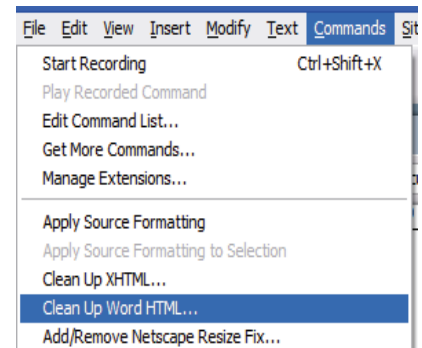 File Edit View Insert Modify Text Commands Sit
Start Recording Ctrl+Shift+X
Play Recorded Command
Edit Command List...
Get More Commands...
Manage Extensions...
Apply Source Formatting
Apply Source Formatting to Selection
Clean Up XHTML...
Clean Up Word HTML...
Add/Remove Netscape Resize Fix...